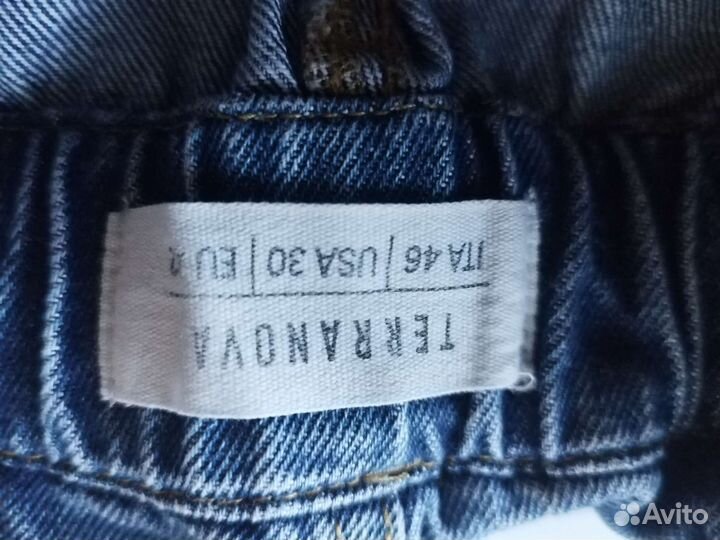 TERRANOVA
ITA 46 | USA 30 | EU
Avito